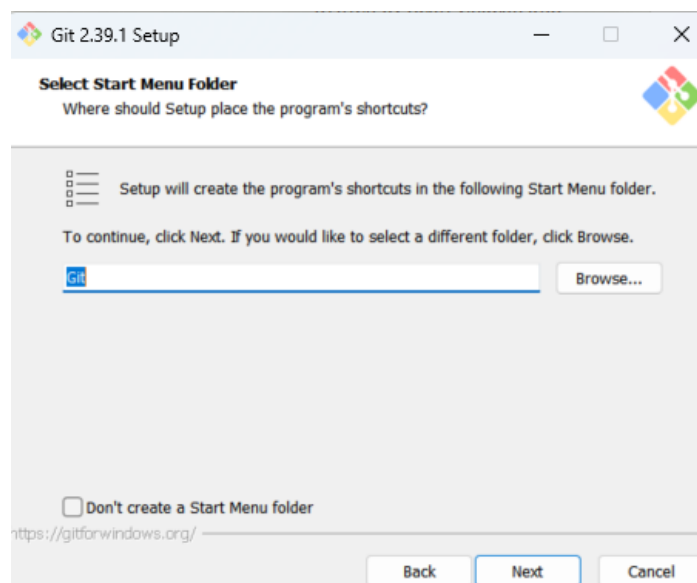 Git 2.39.1 Setup
Select Start Menu Folder
Where should Setup place the program's shortcuts?
Setup will create the program's shortcuts in the following Start Menu folder.
To continue, click Next. If you would like to select a different folder, click Browse.
Git
Browse...
Don't create a Start Menu folder
https://gitforwindows.org/
Back
Next
Cancel